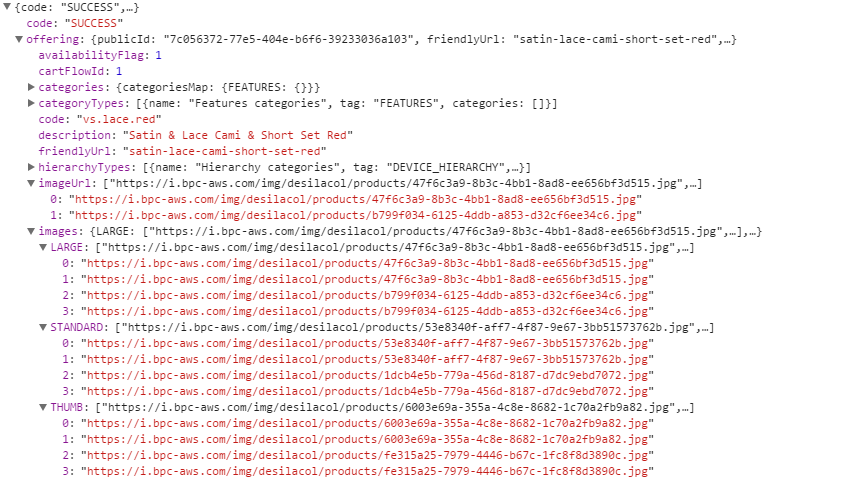 {code: "SUCCESS",…}
code: "SUCCESS"
offering: {publicId: "7c056372-77e5-404e-b6f6-39233036a103", friendlyUrl: "satin-lace-cami-short-set-red",…}
availabilityFlag: 1
cartFlowId: 1
categories: {categoriesMap: {FEATURES: {}}}
categoryTypes: [{name: "Features categories", tag: "FEATURES", categories: []}]
code: "vs.lace.red"
description: "Satin & Lace Cami & Short Set Red"
friendlyUrl: "satin-lace-cami-short-set-red"
hierarchyTypes: [{name: "Hierarchy categories", tag: "DEVICE_HIERARCHY",…}]
imageUrl: ["https://i.bpc-aws.com/img/desilacol/products/47f6c3a9-8b3c-4bb1-8ad8-ee656bf3d515.jpg",…]
0: "https://i.bpc-aws.com/img/desilacol/products/47f6c3a9-8b3c-4bb1-8ad8-ee656bf3d515.jpg"
1: "https://i.bpc-aws.com/img/desilacol/products/b799f034-6125-4ddb-a853-d32cf6ee34c6.jpg"
images: {LARGE: ["https://i.bpc-aws.com/img/desilacol/products/47f6c3a9-8b3c-4bb1-8ad8-ee656bf3d515.jpg",…],…}
LARGE: ["https://i.bpc-aws.com/img/desilacol/products/47f6c3a9-8b3c-4bb1-8ad8-ee656bf3d515.jpg",…]
0: "https://i.bpc-aws.com/img/desilacol/products/47f6c3a9-8b3c-4bb1-8ad8-ee656bf3d515.jpg"
1: "https://i.bpc-aws.com/img/desilacol/products/47f6c3a9-8b3c-4bb1-8ad8-ee656bf3d515.jpg"
2: "https://i.bpc-aws.com/img/desilacol/products/b799f034-6125-4ddb-a853-d32cf6ee34c6.jpg"
3: "https://i.bpc-aws.com/img/desilacol/products/b799f034-6125-4ddb-a853-d32cf6ee34c6.jpg"
STANDARD: ["https://i.bpc-aws.com/img/desilacol/products/53e8340f-aff7-4f87-9e67-3bb51573762b.jpg",…]
0: "https://i.bpc-aws.com/img/desilacol/products/53e8340f-aff7-4f87-9e67-3bb51573762b.jpg"
1: "https://i.bpc-aws.com/img/desilacol/products/53e8340f-aff7-4f87-9e67-3bb51573762b.jpg"
2: "https://i.bpc-aws.com/img/desilacol/products/1dcb4e5b-779a-456d-8187-d7dc9ebd7072.jpg"
3: "https://i.bpc-aws.com/img/desilacol/products/1dcb4e5b-779a-456d-8187-d7dc9ebd7072.jpg"
THUMB: ["https://i.bpc-aws.com/img/desilacol/products/6003e69a-355a-4c8e-8682-1c70a2fb9a82.jpg",…]
0: "https://i.bpc-aws.com/img/desilacol/products/6003e69a-355a-4c8e-8682-1c70a2fb9a82.jpg"
1: "https://i.bpc-aws.com/img/desilacol/products/6003e69a-355a-4c8e-8682-1c70a2fb9a82.jpg"
2: "https://i.bpc-aws.com/img/desilacol/products/fe315a25-7979-4446-b67c-1fc8f8d3890c.jpg"
3: "https://i.bpc-aws.com/img/desilacol/products/fe315a25-7979-4446-b67c-1fc8f8d3890c.jpg"